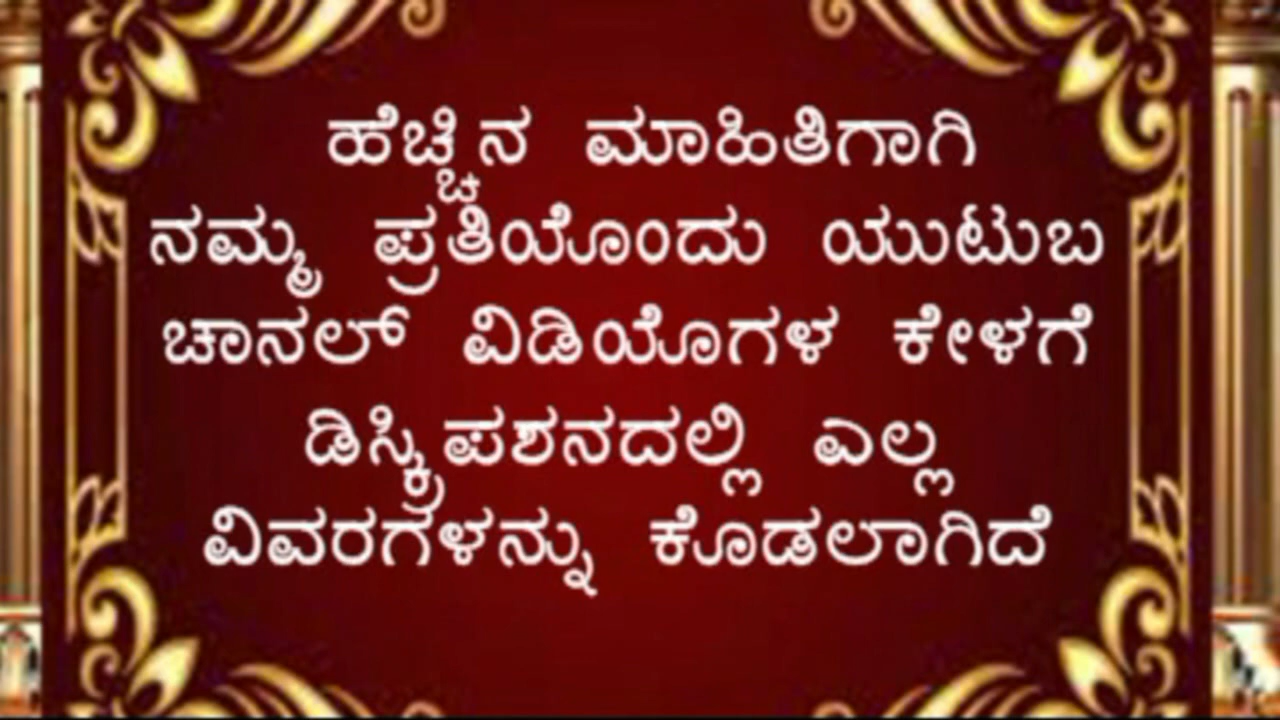 ಹೆಚ್ಚಿನ ಮಾಹಿತಿಗಾಗಿ
ನಮ್ಮ ಪ್ರತಿಯೊಂದು ಯುಟುಬ
ಚಾನಲ್ ವಿಡಿಯೊಗಳ ಕೇಳಗೆ
ಡಿಸ್ಕ್ರಿಪಶನದಲ್ಲಿ ಎಲ್ಲ
ವಿವರಗಳನ್ನು ಕೊಡಲಾಗಿದೆ